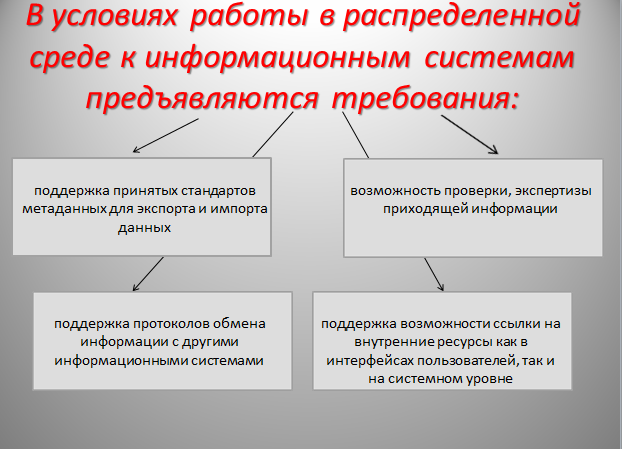 В условиях работы в распределенной
среде к информационным системам
предъявляются требования:
поддержка принятых стандартов
метаданных для экспорта и импорта
данных
возможность проверки, экспертизы
приходящей информации
поддержка протоколов обмена
информации с другими
информационными системами
поддержка возможности ссылки на
внутренние ресурсы как в
интерфейсах пользователей, так и
на системном уровне